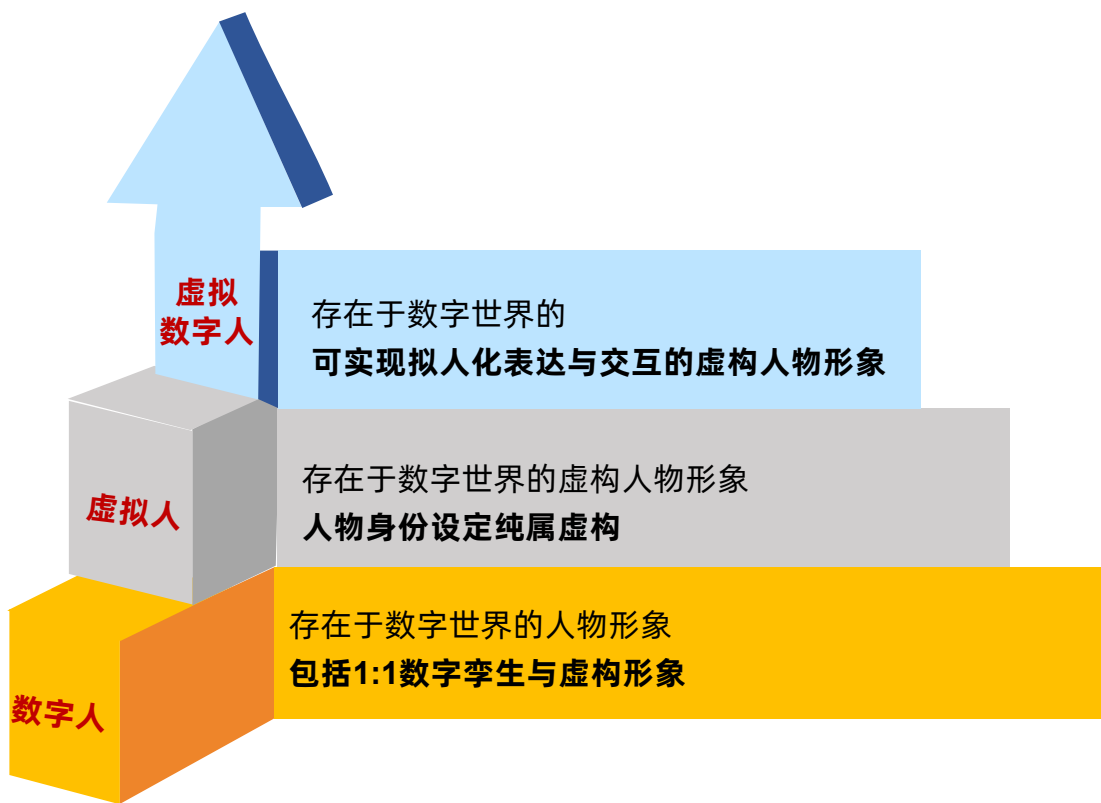 虚拟
数字人
存在于数字世界的
可实现拟人化表达与交互的虚构人物形象
虚拟人
存在于数字世界的虚构人物形象
人物身份设定纯属虚构
数字人
存在于数字世界的人物形象
包括1:1数字孪生与虚构形象